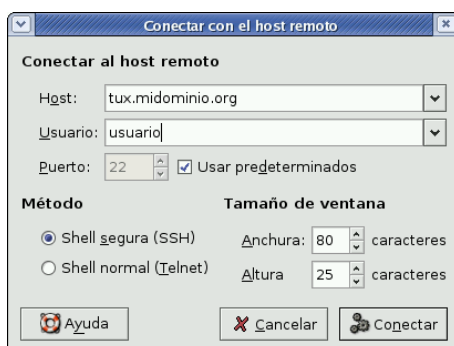 Conectar con el host remoto
Conectar al host remoto
Host: tux.midominio.org
Usuario: usuario
Puerto: 22 Usar predeterminados
Método Tamaño de ventana
Shell segura (SSH) Anchura: 80 caracteres
Shell normal (Telnet) Altura 25 caracteres
Ayuda Cancelar Conectar